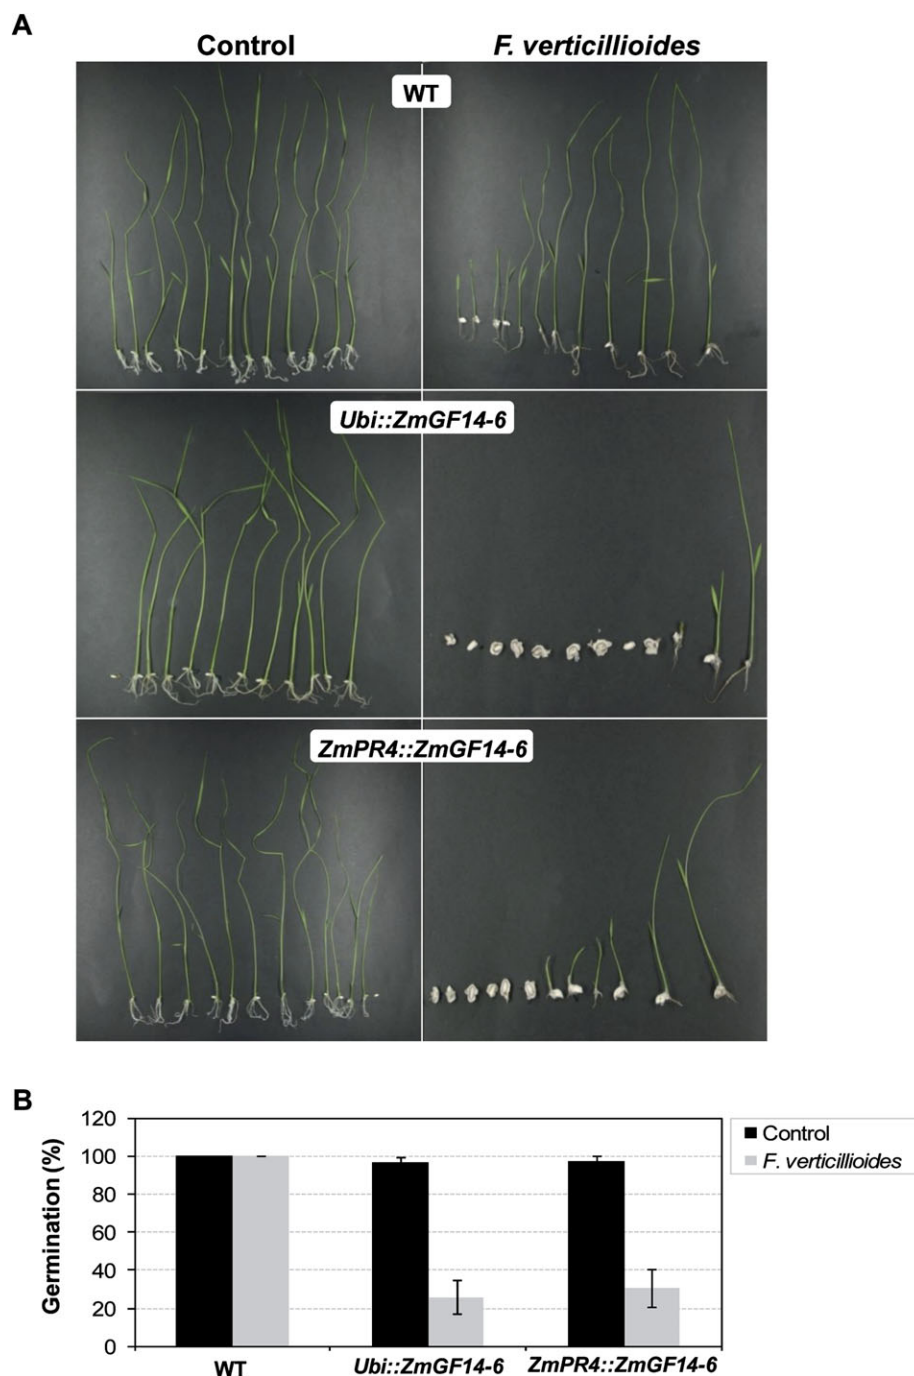 A
Control F. verticillioides
WT
Ubi::ZmGF14-6
ZmPR4::ZmGF14-6
B
Germination (%)
120
100
80
60
40
20
0
WT Ubi::ZmGF14-6 ZmPR4::ZmGF14-6
Control
F. verticillioides